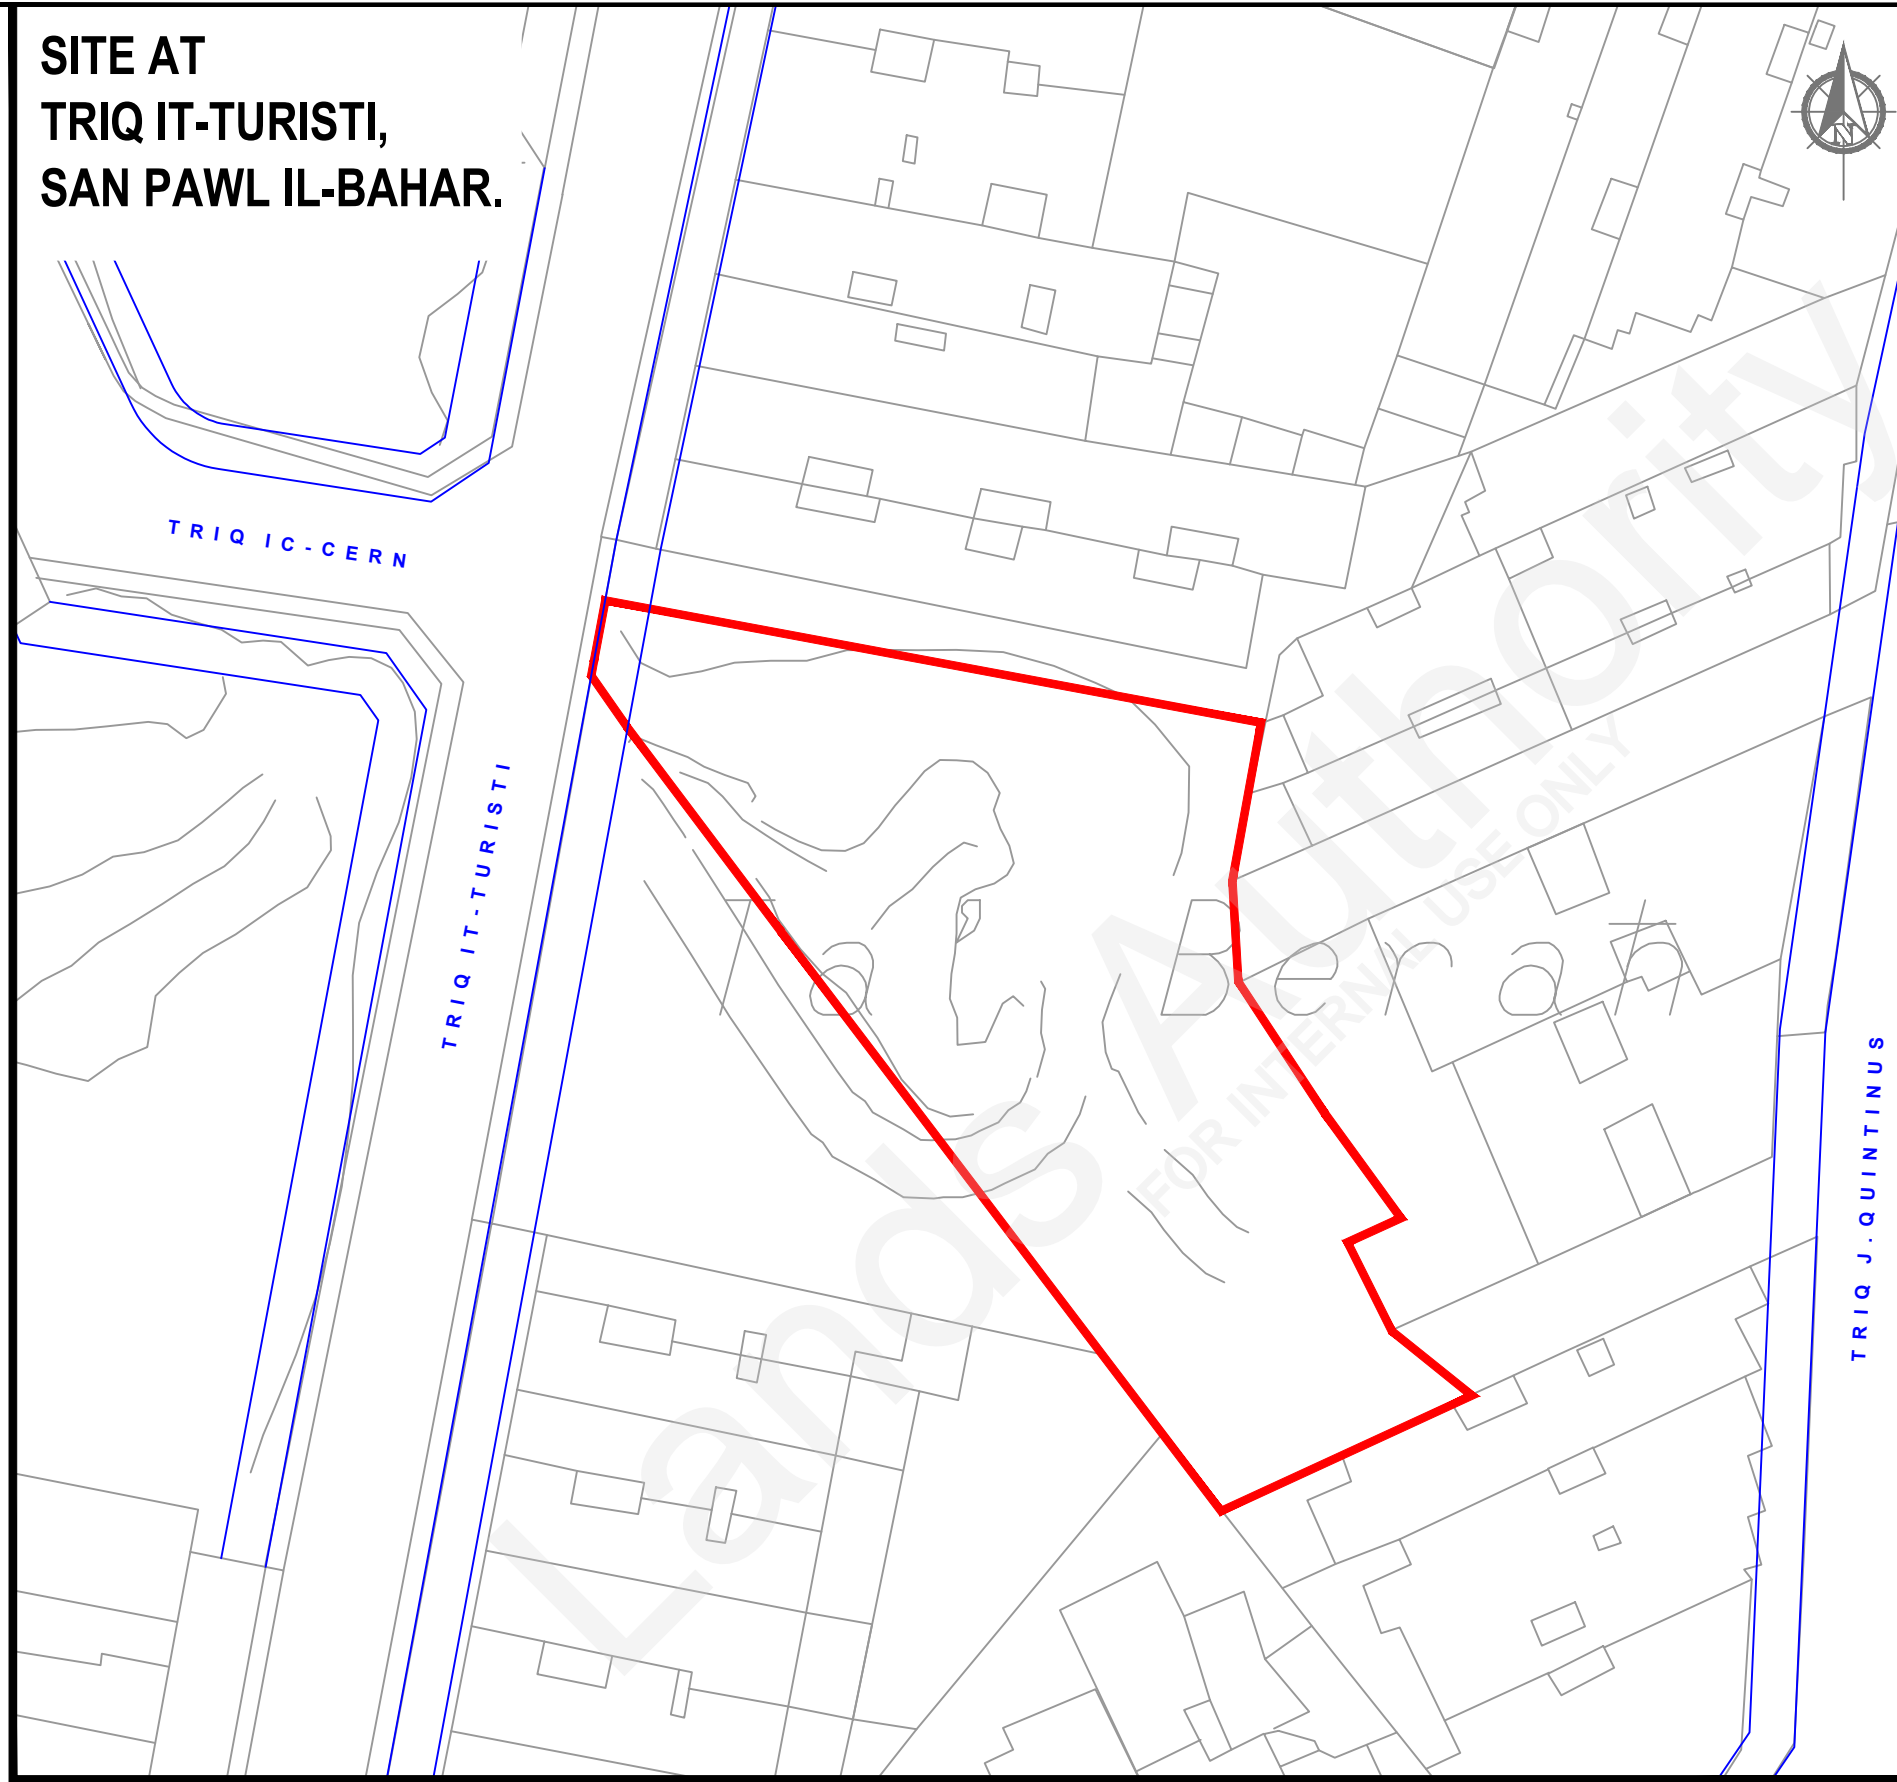 SITE AT
TRIQ IT-TURISTI,
SAN PAWL IL-BAHAR.
N
TRIQ IC-CERN
TRIQ IT-TURISTI
TRIQ J.QUINTINUS
Ta Becca
Lands Authority
FOR INTERNAL USE ONLY